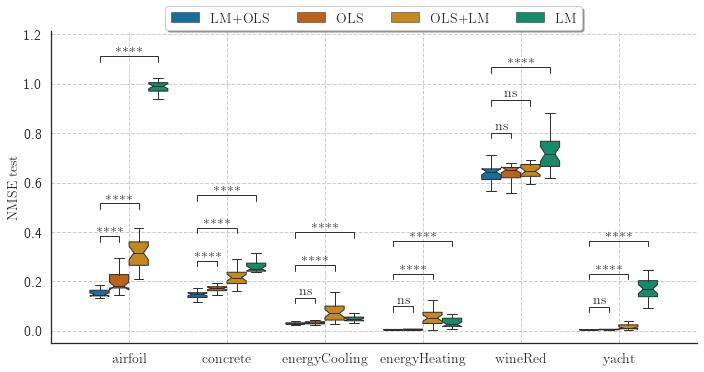 LM+OLS OLS OLS+LM LM
NMSE test
1.2
1.0
0.8
0.6
0.4
0.2
0.0
****
****
****
****
****
****
****
****
ns
****
****
ns
****
ns
ns
****
****
ns
airfoil concrete energyCooling energyHeating wineRed yacht